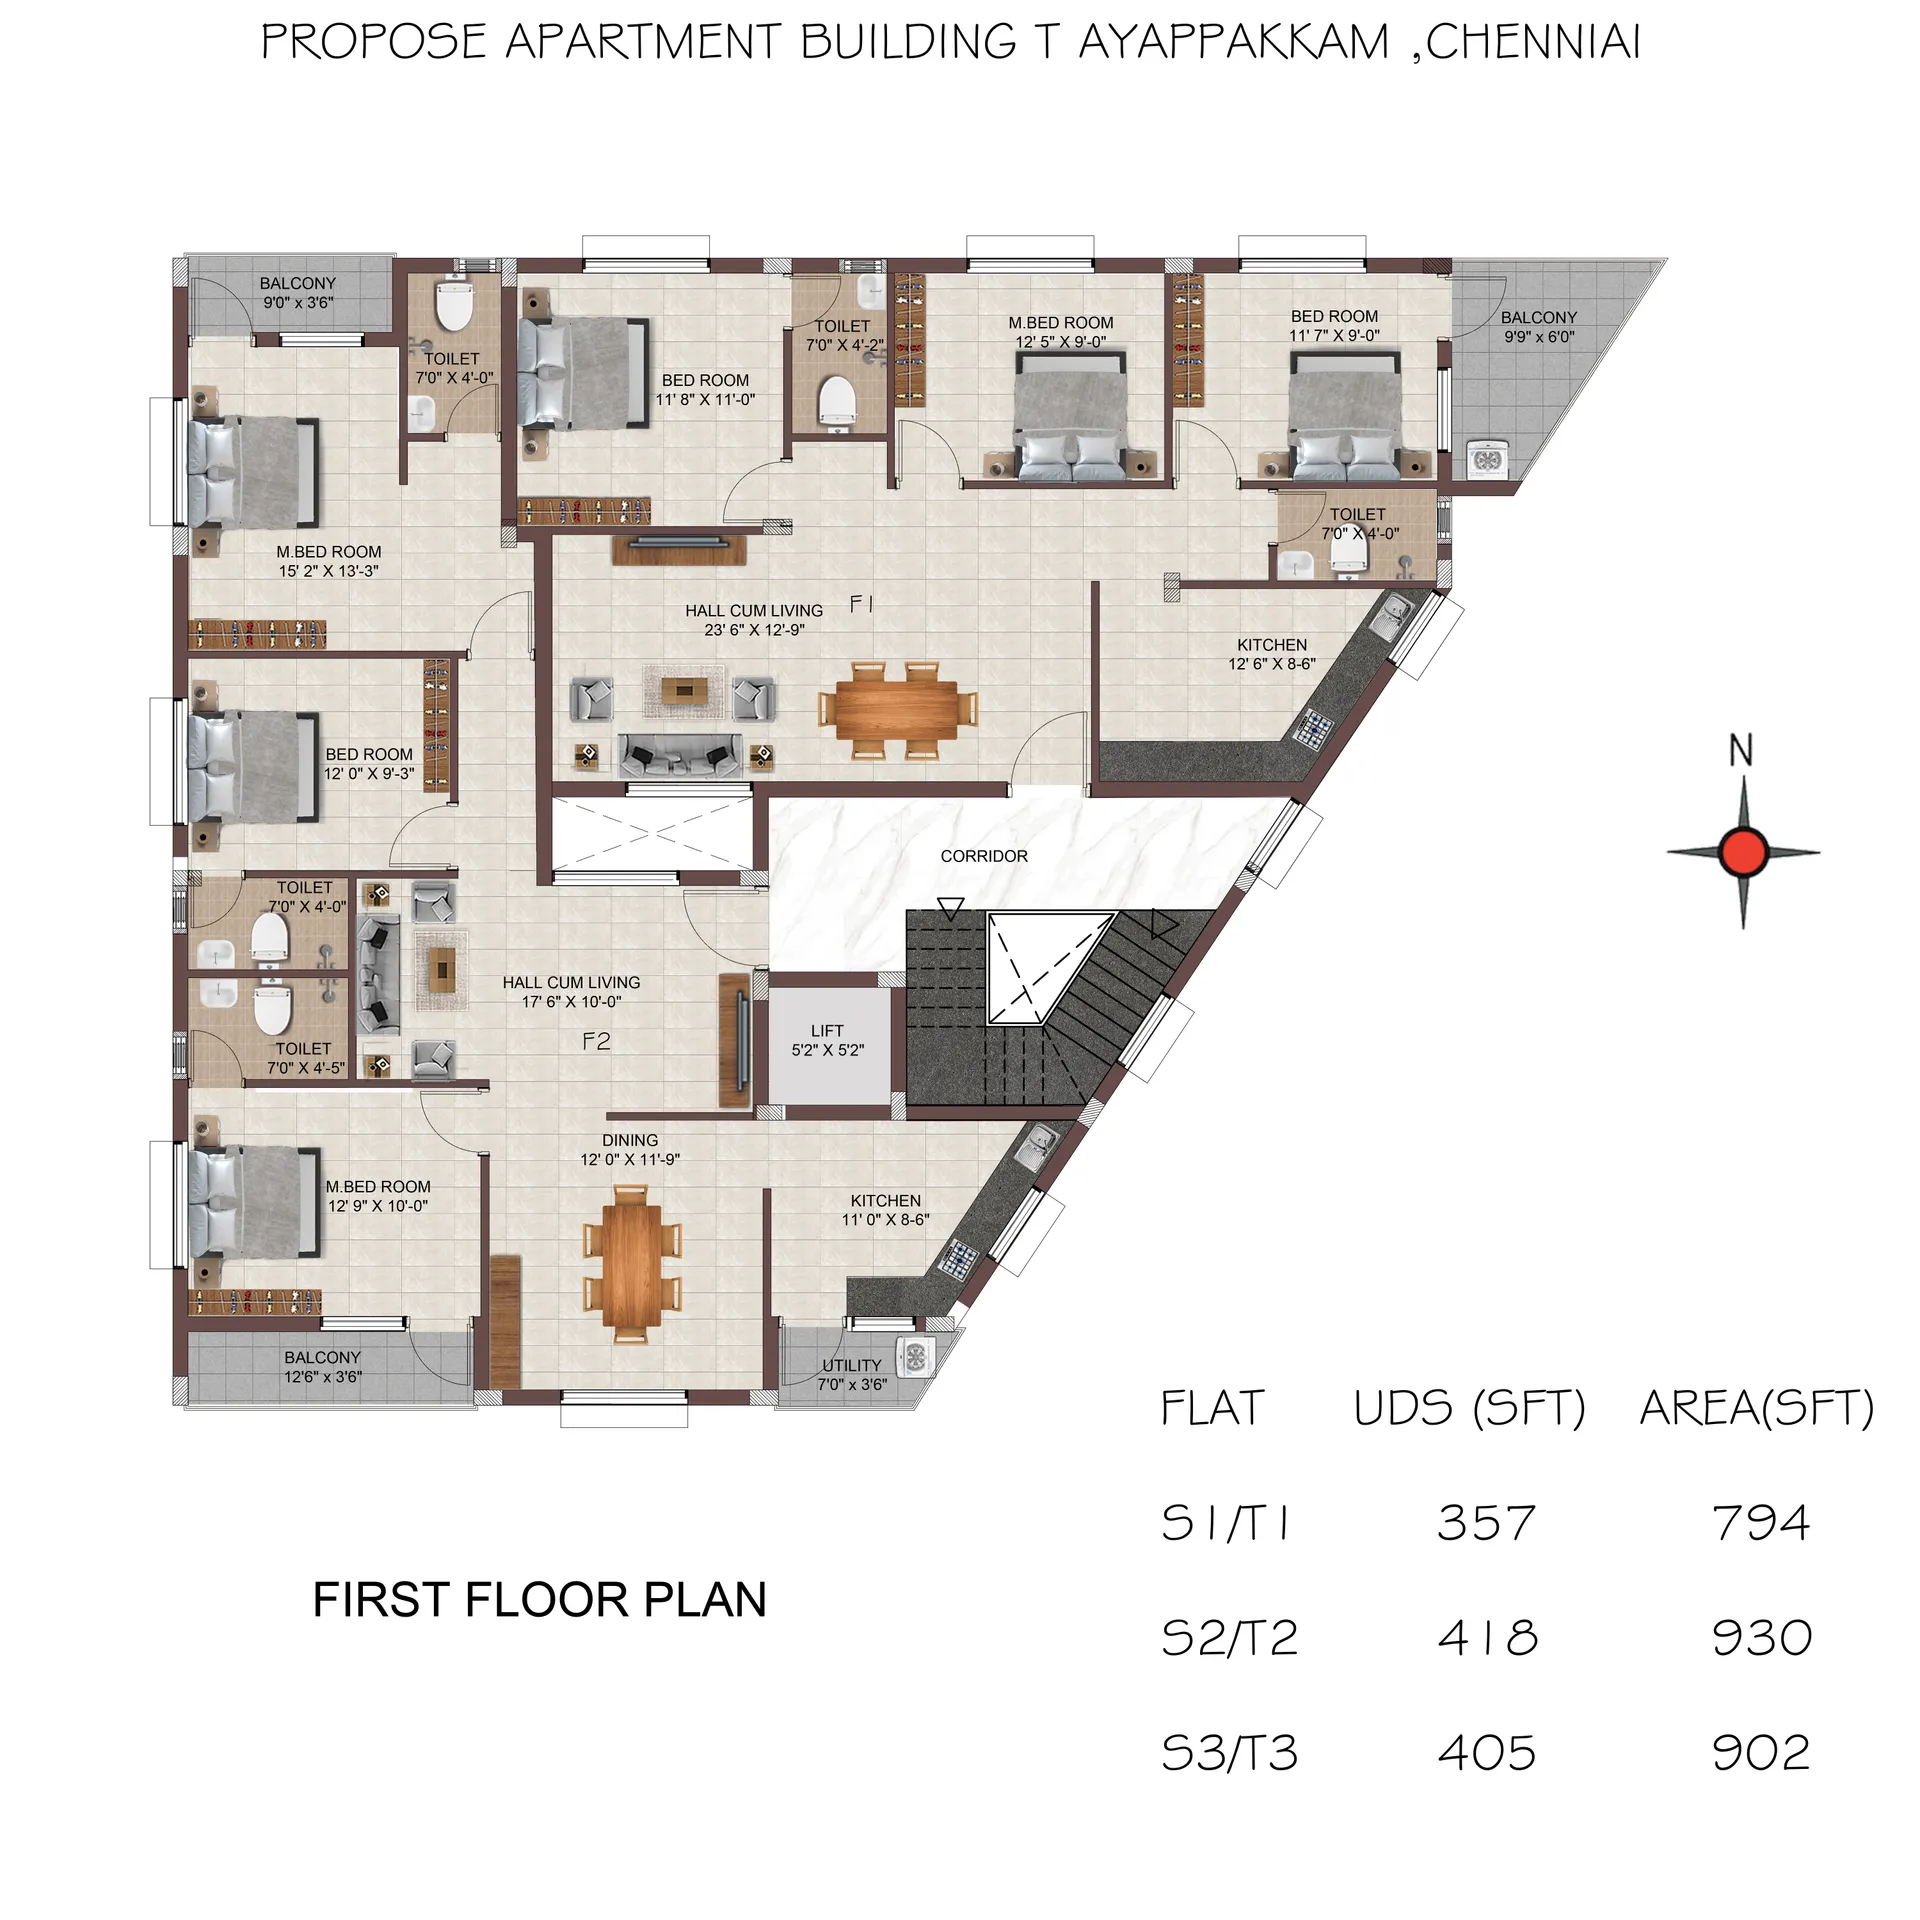 PROPOSE APARTMENT BUILDING T AYAPPAKKAM ,CHENNIAI
BALCONY
9'0" x 3'6"
TOILET
7'0" X 4'-0"
BED ROOM
11' 8" X 11'-0"
TOILET
7'0" X 4'-2"
M.BED ROOM
12' 5" X 9'-0"
BED ROOM
11' 7" X 9'-0"
BALCONY
9'9" x 6'0"
M.BED ROOM
15' 2" X 13'-3"
TOILET
7'0" X 4'-0"
HALL CUM LIVING
23' 6" X 12'-9"
F1
KITCHEN
12' 6" X 8-6"
BED ROOM
12' 0" X 9'-3"
N
CORRIDOR
TOILET
7'0" X 4'-0"
HALL CUM LIVING
17' 6" X 10'-0"
F2
LIFT
5'2" X 5'2"
TOILET
7'0" X 4'-5"
DINING
12' 0" X 11'-9"
M.BED ROOM
12' 9" X 10'-0"
KITCHEN
11' 0" X 8-6"
BALCONY
12'6" x 3'6"
UTILITY
7'0" x 3'6"
FLAT UDS (SFT) AREA(SFT)
S1/T1 357 794
S2/T2 418 930
S3/T3 405 902
FIRST FLOOR PLAN